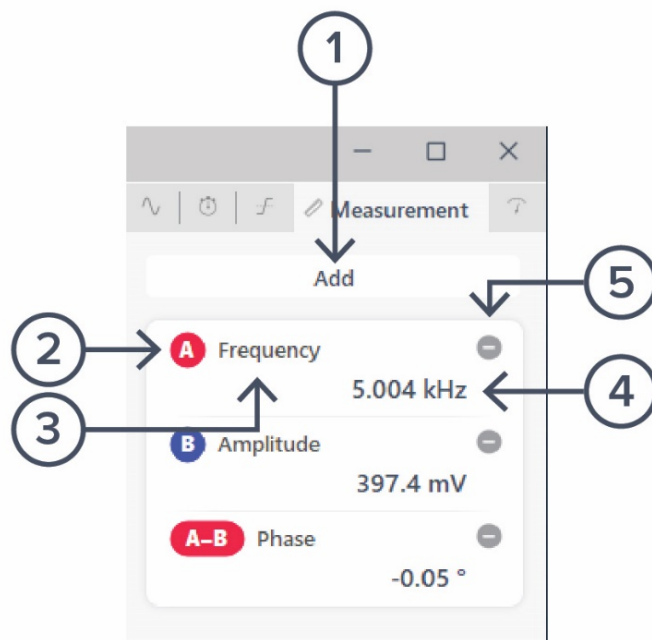 1
Measurement
Add
5
2
A Frequency
5.004 kHz
4
3
B Amplitude
397.4 mV
A–B Phase
-0.05 °